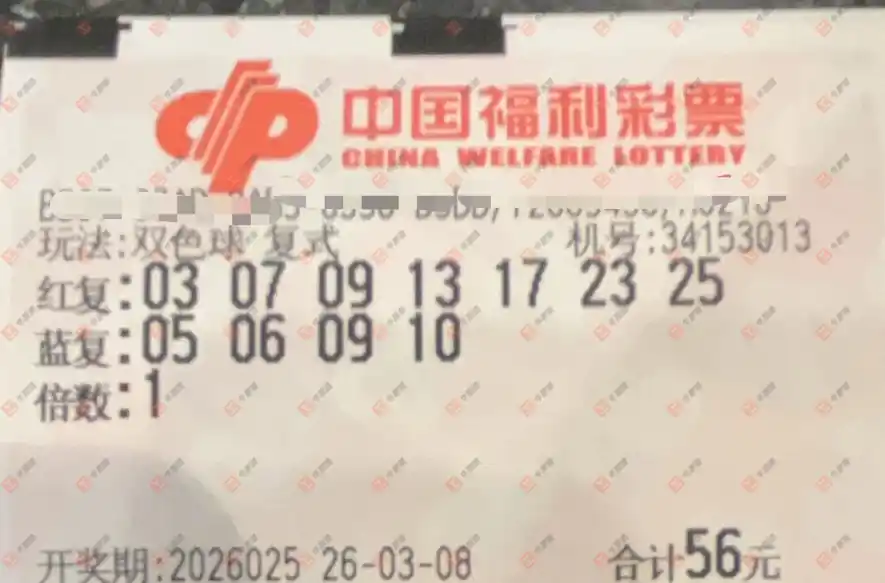 中国福利彩票
CHINA WELFARE LOTTERY
玩法:双色球 复式 机号:34153013
红复:03 07 09 13 17 23 25
蓝复:05 06 09 10
倍数:1
开奖期:2026025 26-03-08 合计56元